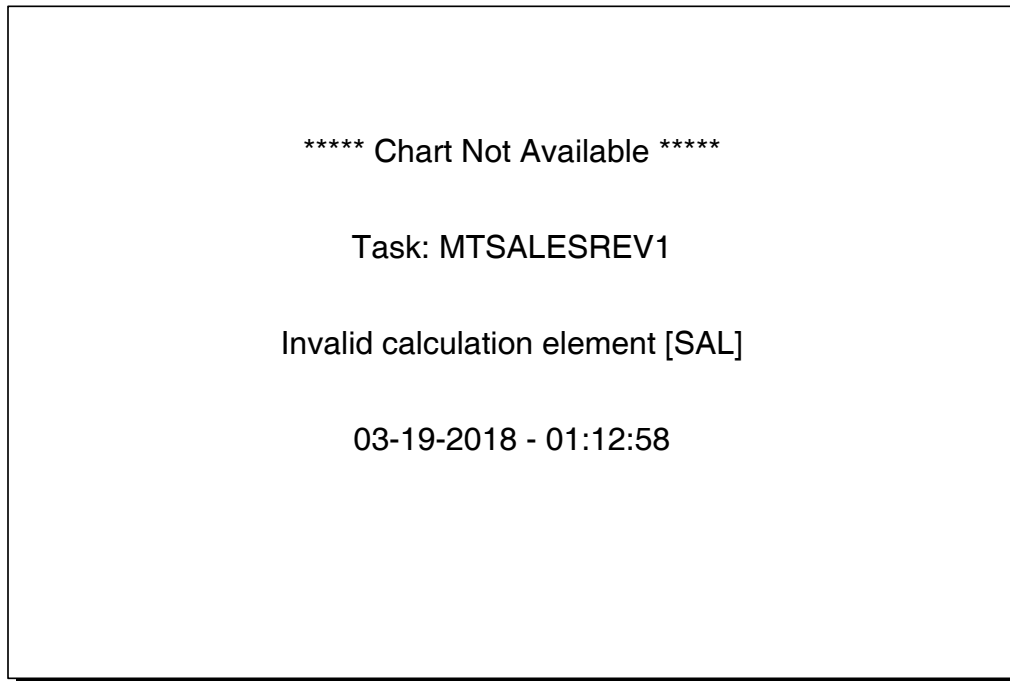 ***** Chart Not Available *****
Task: MTSALESREV1
Invalid calculation element [SAL]
03-19-2018 - 01:12:58